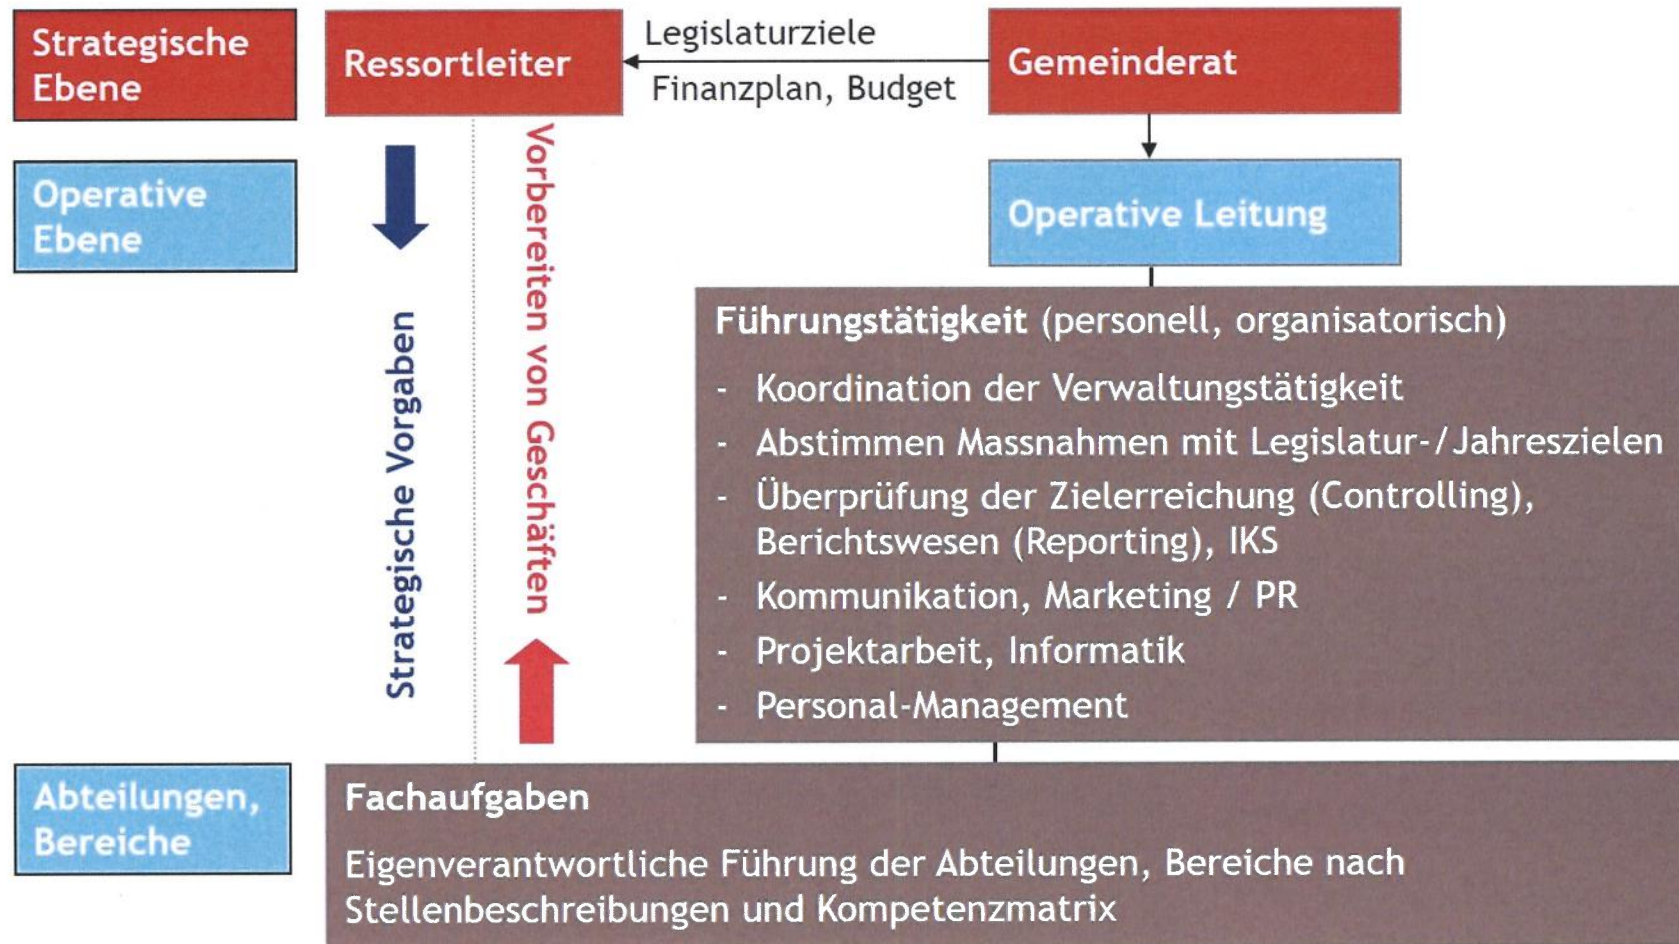 Strategische
Ebene
Ressortleiter
Legislaturziele
Finanzplan, Budget
Gemeinderat
Operative
Ebene
Operative Leitung
Strategische Vorgaben
Vorbereiten von Geschäften
Führungstätigkeit (personell, organisatorisch)
- Koordination der Verwaltungstätigkeit
- Abstimmen Massnahmen mit Legislatur-/Jahreszielen
- Überprüfung der Zielerreichung (Controlling),
Berichtswesen (Reporting), IKS
- Kommunikation, Marketing / PR
- Projektarbeit, Informatik
- Personal-Management
Abteilungen,
Bereiche
Fachaufgaben
Eigenverantwortliche Führung der Abteilungen, Bereiche nach
Stellenbeschreibungen und Kompetenzmatrix